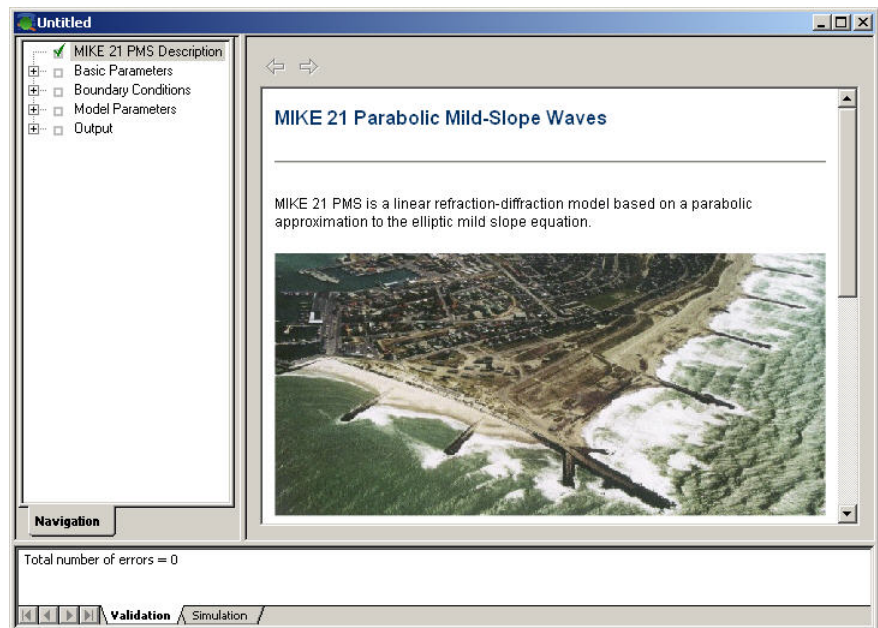 Untitled
MIKE 21 PMS Description
Basic Parameters
Boundary Conditions
Model Parameters
Output
MIKE 21 Parabolic Mild-Slope Waves
MIKE 21 PMS is a linear refraction-diffraction model based on a parabolic
approximation to the elliptic mild slope equation.
Navigation
Total number of errors = 0
Validation
Simulation